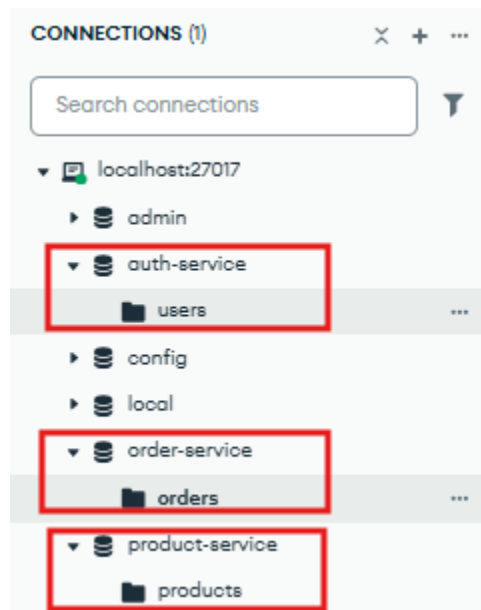 CONNECTIONS (1)
Search connections
localhost:27017
admin
auth-service
users
config
local
order-service
orders
product-service
products